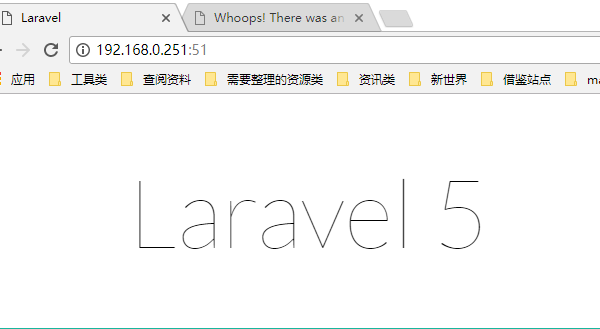 Laravel
Whoops! There was an
192.168.0.251:51
应用 工具类 查阅资料 需要整理的资源类 资讯类 新世界 借鉴站点 ma
Laravel 5